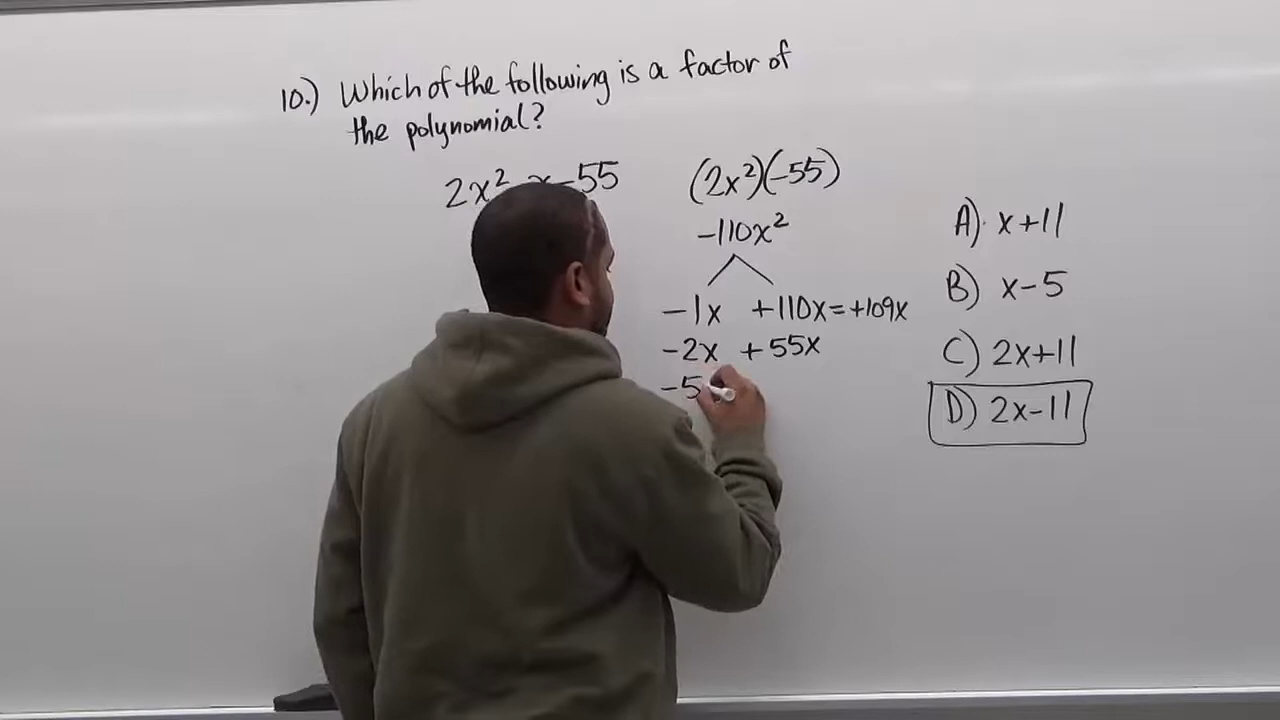 10.) Which of the following is a factor of
the polynomial?
2x² - x - 55
(2x²)(-55)
-110x²
-1x +110x = +109x
-2x +55x
-5
A) x+11
B) x-5
C) 2x+11
D) 2x-11